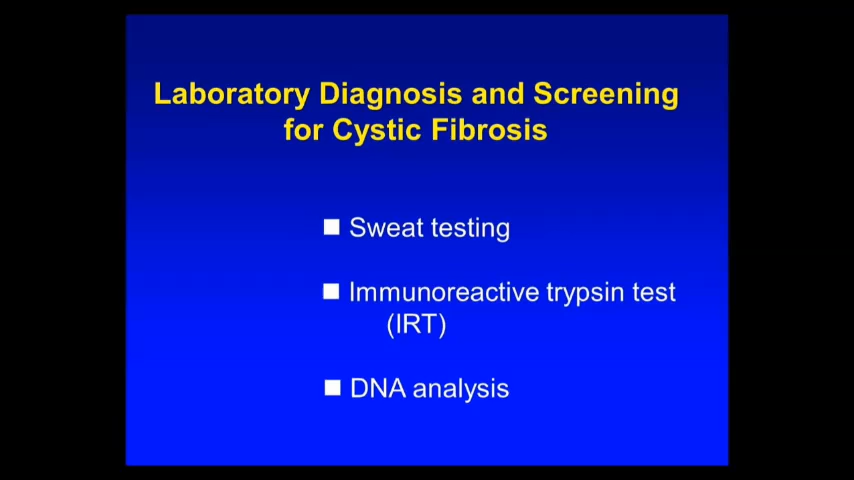 Laboratory Diagnosis and Screening
for Cystic Fibrosis
Sweat testing
Immunoreactive trypsin test
(IRT)
DNA analysis